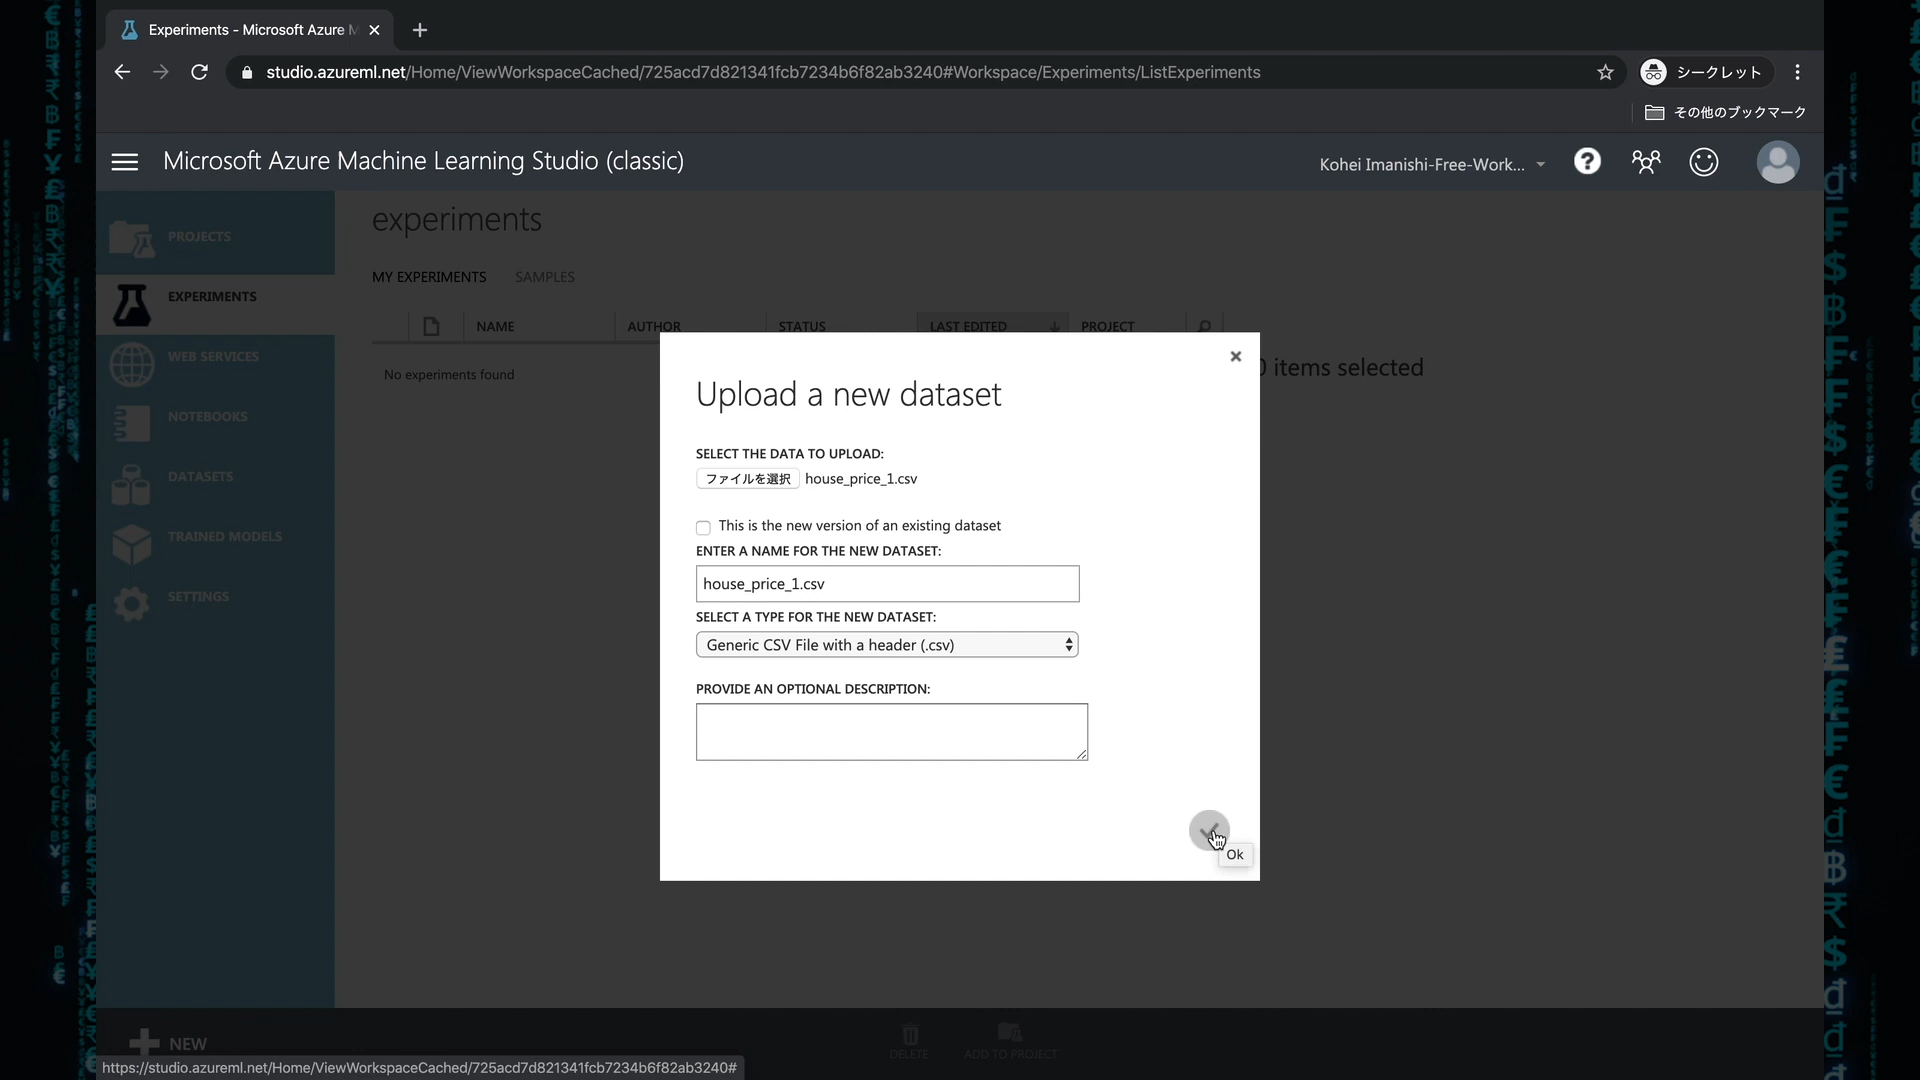 Experiments - Microsoft Azure M
studio.azureml.net/Home/ViewWorkspaceCached/725acd7d821341fcb7234b6f82ab3240#Workspace/Experiments/ListExperiments
シークレット
その他のブックマーク
Microsoft Azure Machine Learning Studio (classic)
Kohei Imanishi-Free-Work...
PROJECTS
EXPERIMENTS
WEB SERVICES
NOTEBOOKS
DATASETS
TRAINED MODELS
SETTINGS
experiments
MY EXPERIMENTS SAMPLES
NAME AUTHOR STATUS LAST EDITED PROJECT
No experiments found
0 items selected
Upload a new dataset
SELECT THE DATA TO UPLOAD:
ファイルを選択 house_price_1.csv
This is the new version of an existing dataset
ENTER A NAME FOR THE NEW DATASET:
house_price_1.csv
SELECT A TYPE FOR THE NEW DATASET:
Generic CSV File with a header (.csv)
PROVIDE AN OPTIONAL DESCRIPTION:
Ok
NEW
DELETE
ADD TO PROJECT
https://studio.azureml.net/Home/ViewWorkspaceCached/725acd7d821341fcb7234b6f82ab3240#